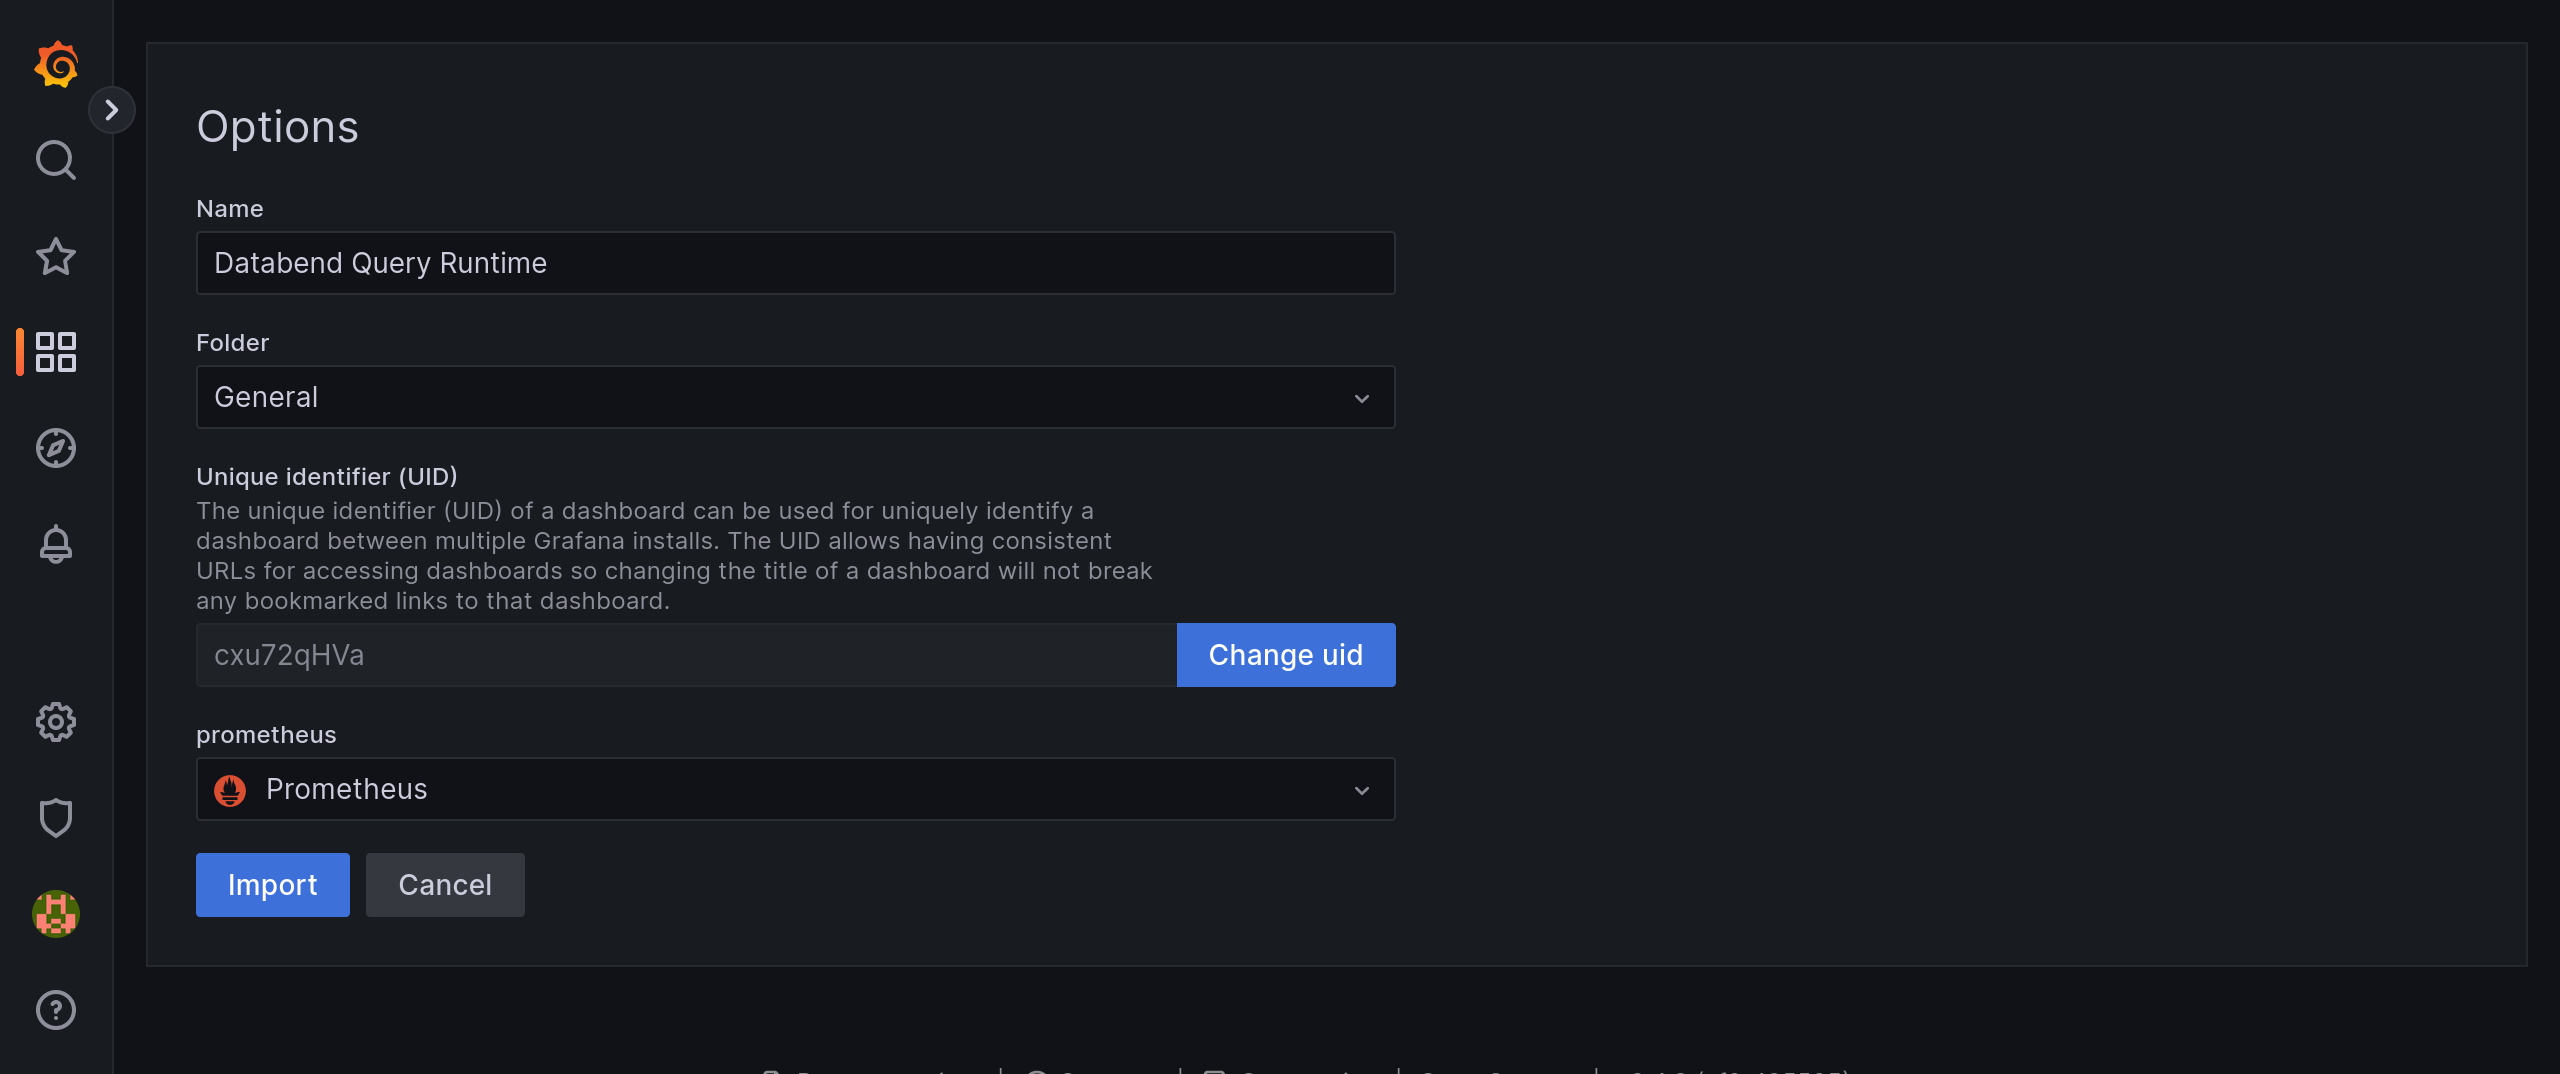 Options
Name
Databend Query Runtime
Folder
General
Unique identifier (UID)
The unique identifier (UID) of a dashboard can be used for uniquely identify a
dashboard between multiple Grafana installs. The UID allows having consistent
URLs for accessing dashboards so changing the title of a dashboard will not break
any bookmarked links to that dashboard.
cxu72qHVa
Change uid
prometheus
Prometheus
Import
Cancel